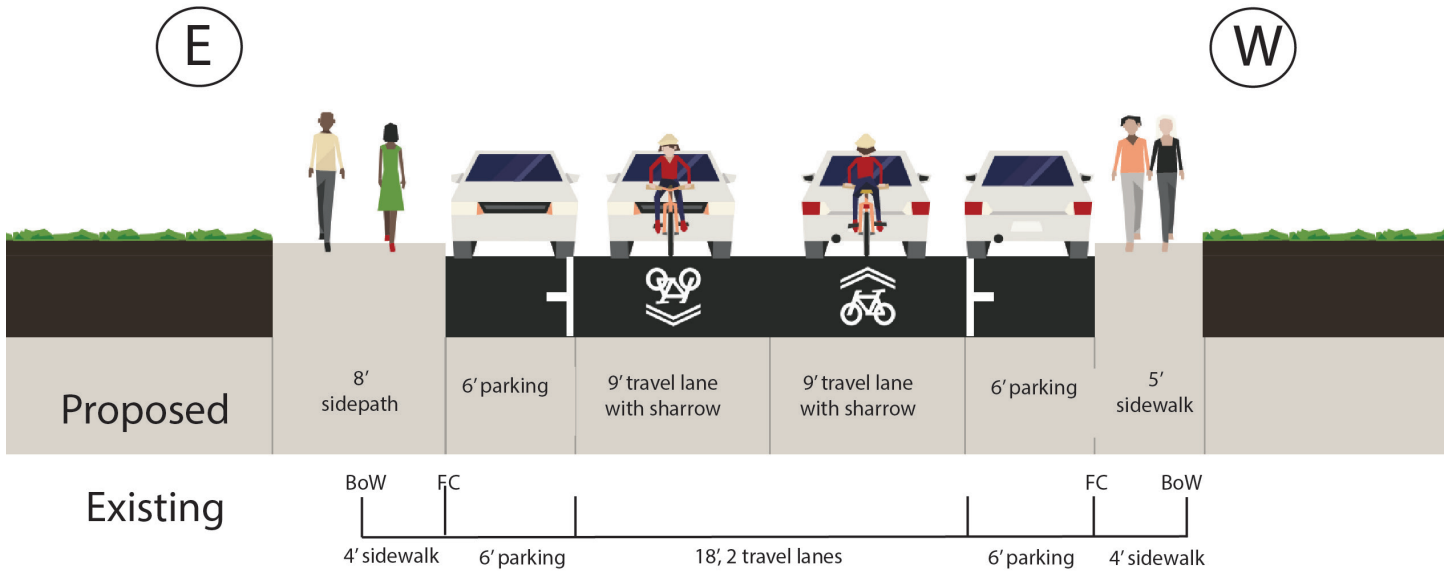 E
W
Proposed
8’
sidepath
6’ parking
9’ travel lane
with sharrow
9’ travel lane
with sharrow
6’ parking
5’
sidewalk
Existing
BoW
FC
FC
BoW
4’ sidewalk
6’ parking
18’, 2 travel lanes
6’ parking
4’ sidewalk